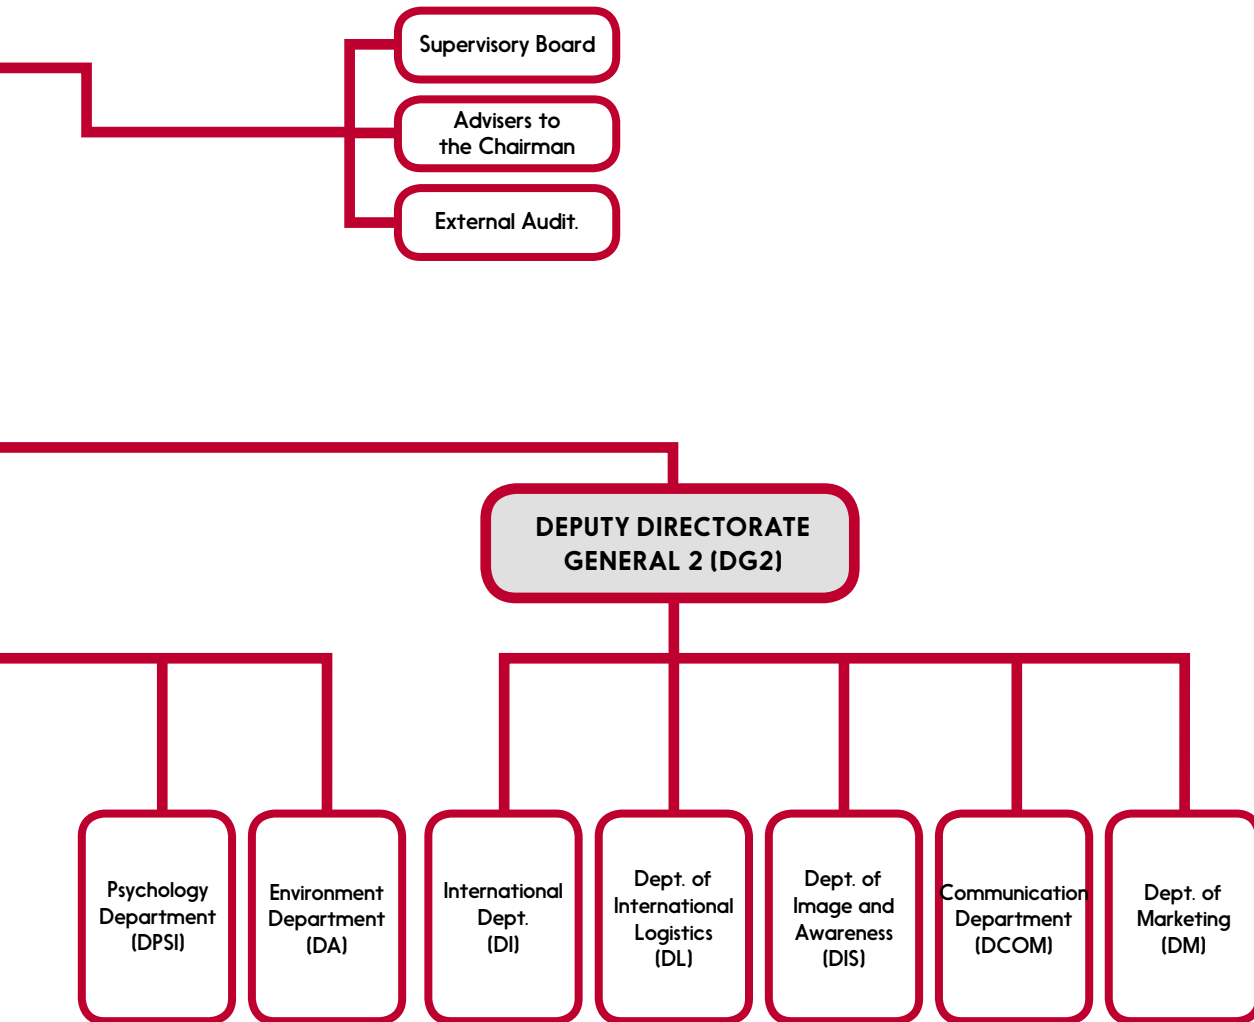 Supervisory Board
Advisers to
the Chairman
External Audit.
DEPUTY DIRECTORATE
GENERAL 2 (DG2)
Psychology
Department
(DPSI)
Environment
Department
(DA)
International
Dept.
(DI)
Dept. of
International
Logistics
(DL)
Dept. of
Image and
Awareness
(DIS)
Communication
Department
(DCOM)
Dept. of
Marketing
(DM)